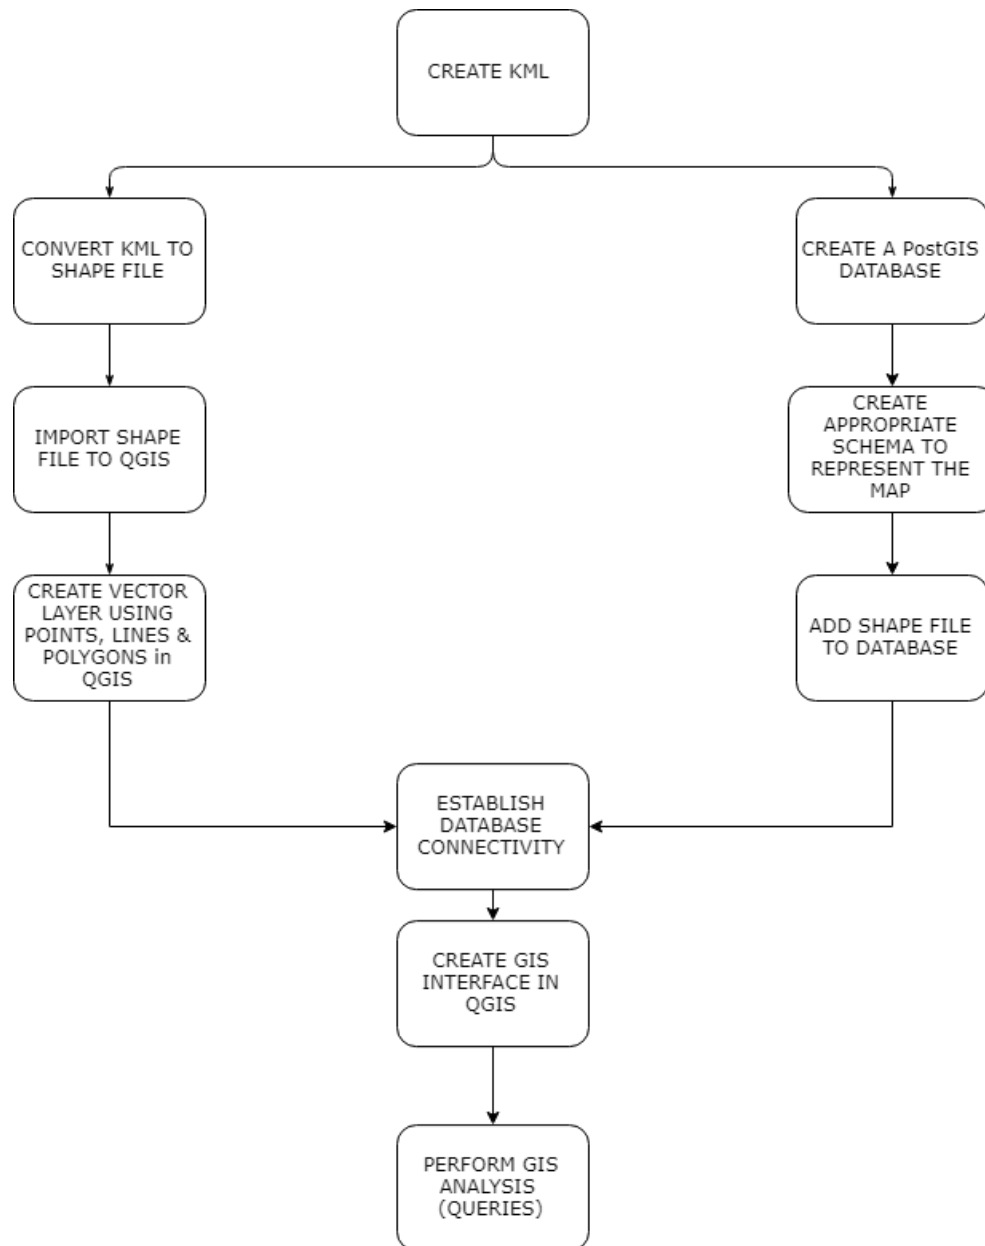 CREATE KML
CONVERT KML TO
SHAPE FILE
CREATE A PostGIS
DATABASE
IMPORT SHAPE
FILE TO QGIS
CREATE
APPROPRIATE
SCHEMA TO
REPRESENT THE
MAP
CREATE VECTOR
LAYER USING
POINTS, LINES &
POLYGONS in
QGIS
ADD SHAPE FILE
TO DATABASE
ESTABLISH
DATABASE
CONNECTIVITY
CREATE GIS
INTERFACE IN
QGIS
PERFORM GIS
ANALYSIS
(QUERIES)